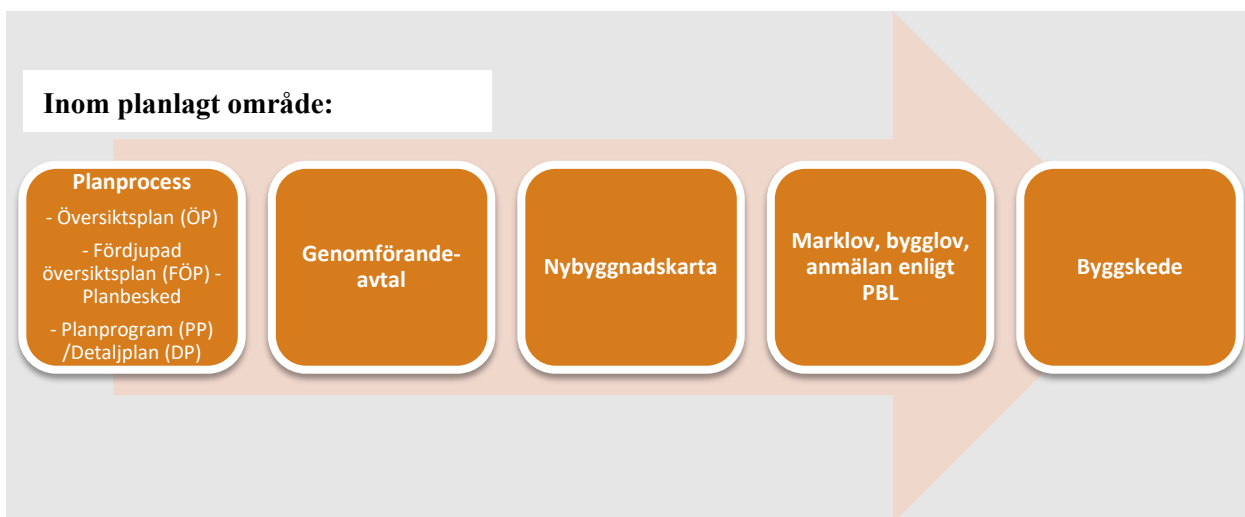 Inom planlagt område:
Planprocess
- Översiktsplan (ÖP)
- Fördjupad
översiktsplan (FÖP) -
Planbesked
- Planprogram (PP)
/Detaljplan (DP)
Genomförande-
avtal
Nybyggnadskarta
Marklov, bygglov,
anmälan enligt
PBL
Byggskede